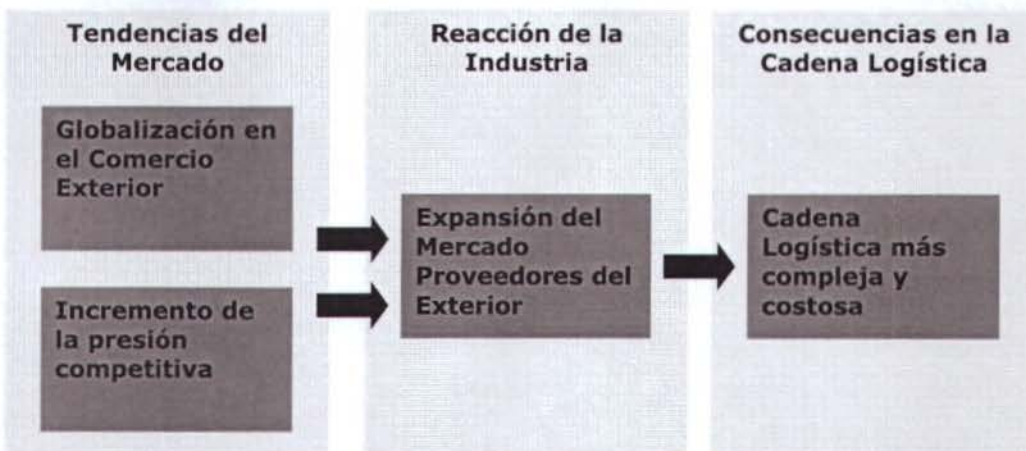 Tendencias del
Mercado
Globalización en
el Comercio
Exterior
Incremento de
la presión
competitiva
Reacción de la
Industria
Expansión del
Mercado
Proveedores del
Exterior
Consecuencias en la
Cadena Logística
Cadena
Logística más
compleja y
costosa